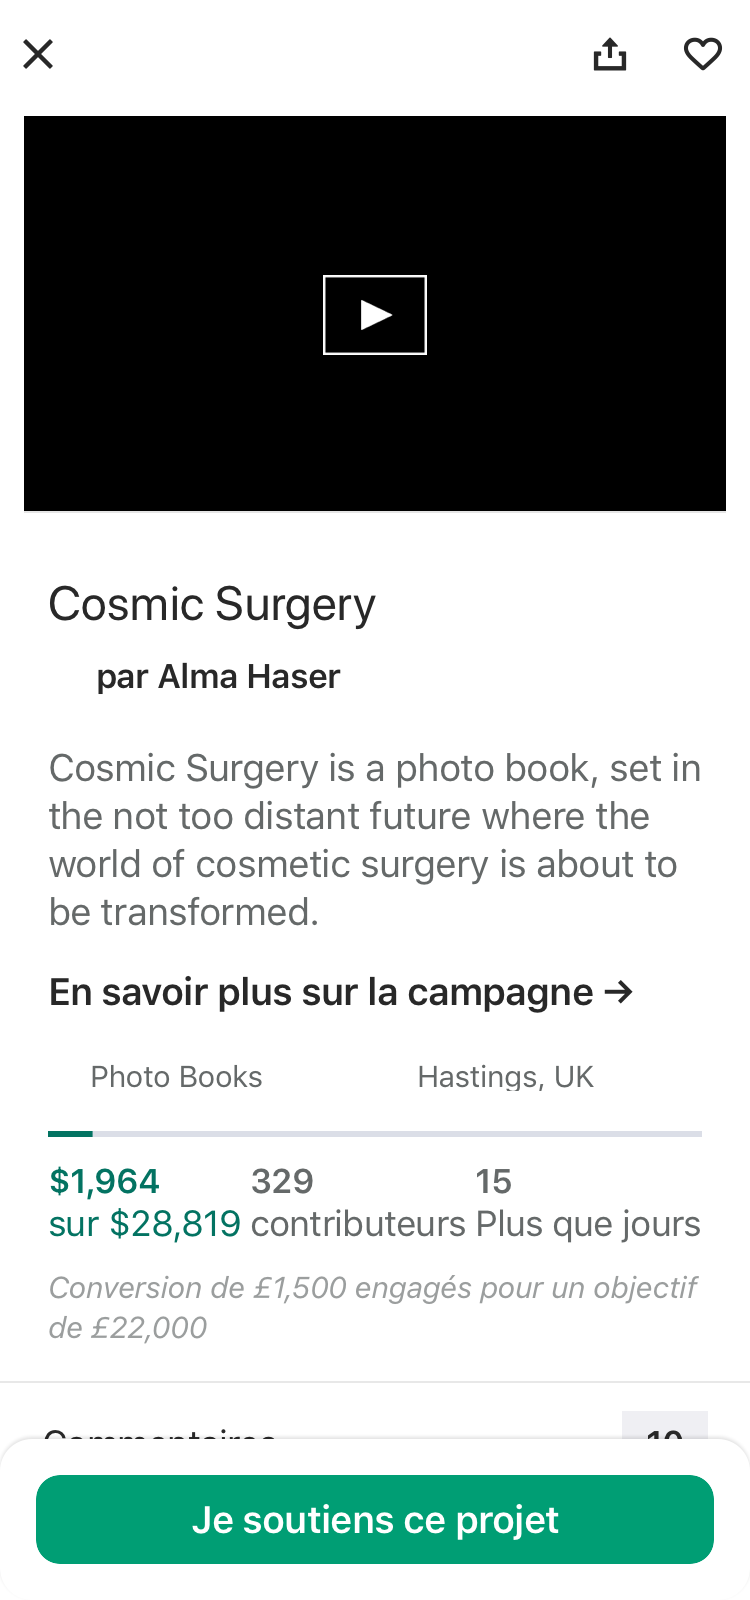 Cosmic Surgery
par Alma Haser
Cosmic Surgery is a photo book, set in
the not too distant future where the
world of cosmetic surgery is about to
be transformed.
En savoir plus sur la campagne →
Photo Books
Hastings, UK
$1,964
sur $28,819
329
contributeurs
15
Plus que jours
Conversion de £1,500 engagés pour un objectif
de £22,000
Commentaires
10
Je soutiens ce projet